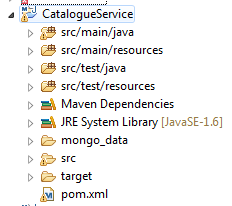 CatalogueService
src/main/java
src/main/resources
src/test/java
src/test/resources
Maven Dependencies
JRE System Library [JavaSE-1.6]
mongo_data
src
target
pom.xml